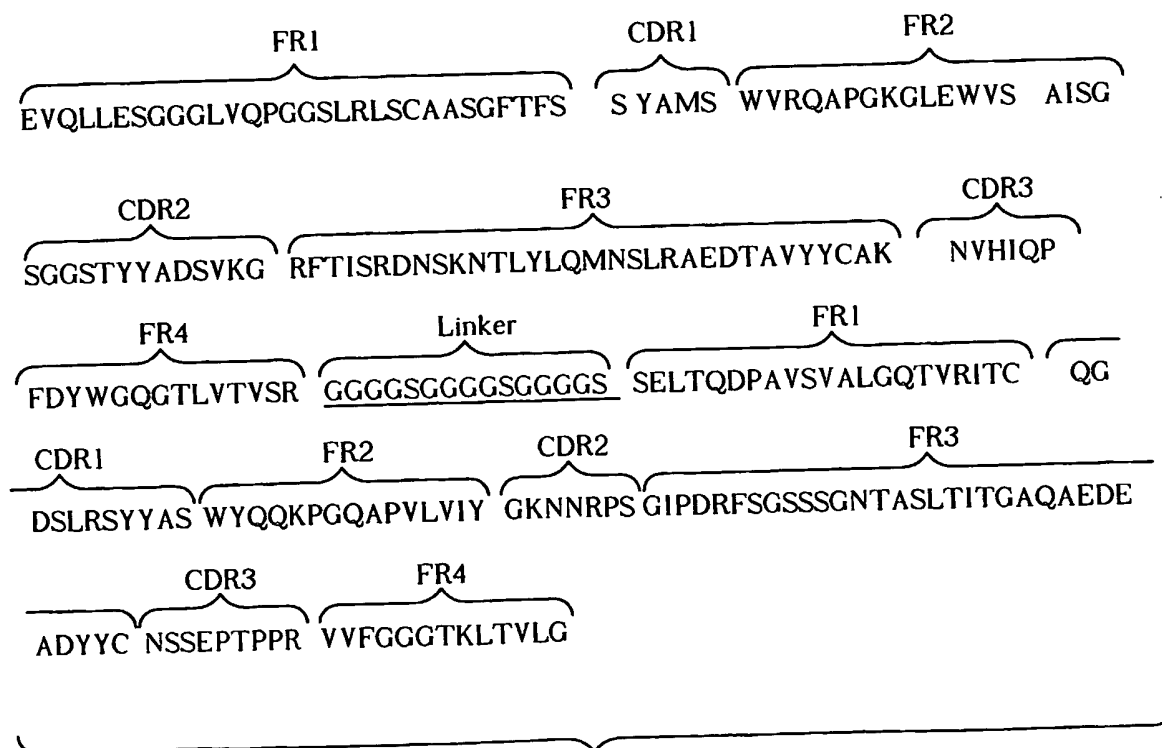 FR1 CDR1 FR2
EVQLLESGGGLVQPGGSLRLSCAASGFTFS S YAMS WVRQAPGKGLEWVS AISG
CDR2 FR3 CDR3
SGGSTYYADSVKG RFTISRDNSKNTLYLQMNSLRAEDTAVYYCAK NVHIQP
FR4 Linker FR1
FDYWGQGTLVTVSR GGGGSGGGGSGGGGS SELTQDPAVSVALGQTVRITC QG
CDR1 FR2 CDR2 FR3
DSLRSYYAS WYQQKPGQAPVLVIY GKNNRPS GIPDRFSGSSSGNTASLTITGAQAEDE
CDR3 FR4
ADYYC NSSEPTPPR VVFGGGTKLTVLG